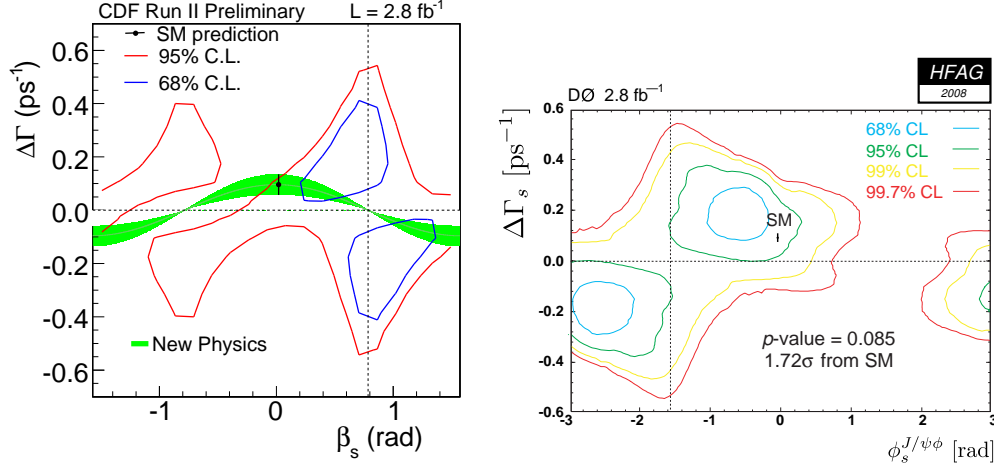 CDF Run II Preliminary L = 2.8 fb⁻¹
SM prediction
95% C.L.
68% C.L.
New Physics
ΔΓ (ps⁻¹)
0.6
0.4
0.2
0.0
-0.2
-0.4
-0.6
-1 0 1
β_s (rad)
HFAG
2008
DØ 2.8 fb⁻¹
68% CL
95% CL
99% CL
99.7% CL
SM
p-value = 0.085
1.72σ from SM
ΔΓ_s [ps⁻¹]
0.6
0.4
0.2
0.0
-0.2
-0.4
-0.6
-3 -2 -1 0 1 2 3
ϕ_s^{J/ψϕ} [rad]